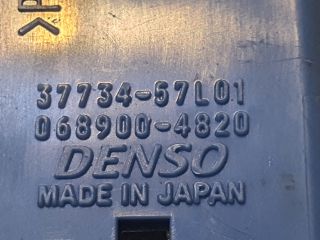 >P
37734-57L01
068900-4820
DENSO
MADE IN JAPAN